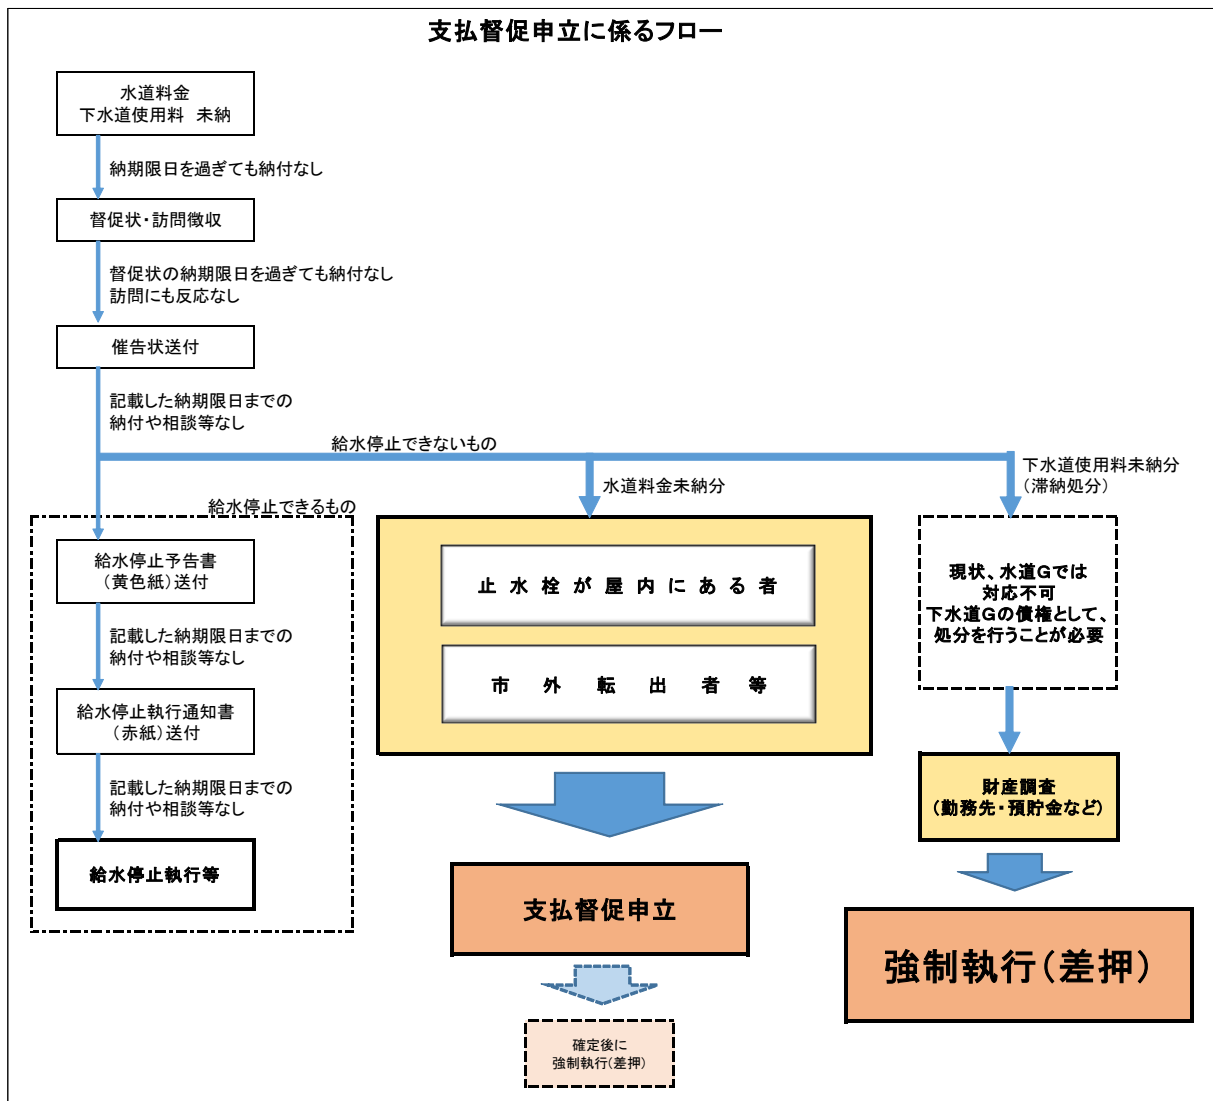 支払督促申立に係るフロー
水道料金
下水道使用料　未納
納期限日を過ぎても納付なし
督促状・訪問徴収
督促状の納期限日を過ぎても納付なし
訪問にも反応なし
催告状送付
記載した納期限日までの
納付や相談等なし
給水停止できないもの
給水停止できるもの
給水停止予告書
（黄色紙）送付
記載した納期限日までの
納付や相談等なし
給水停止執行通知書
（赤紙）送付
記載した納期限日までの
納付や相談等なし
給水停止執行等
水道料金未納分
止水栓が屋内にある者
市外転出者等
支払督促申立
確定後に
強制執行(差押)
下水道使用料未納分
（滞納処分）
現状、水道Gでは
対応不可
下水道Gの債権として、
処分を行うことが必要
財産調査
（勤務先・預貯金など）
強制執行（差押）